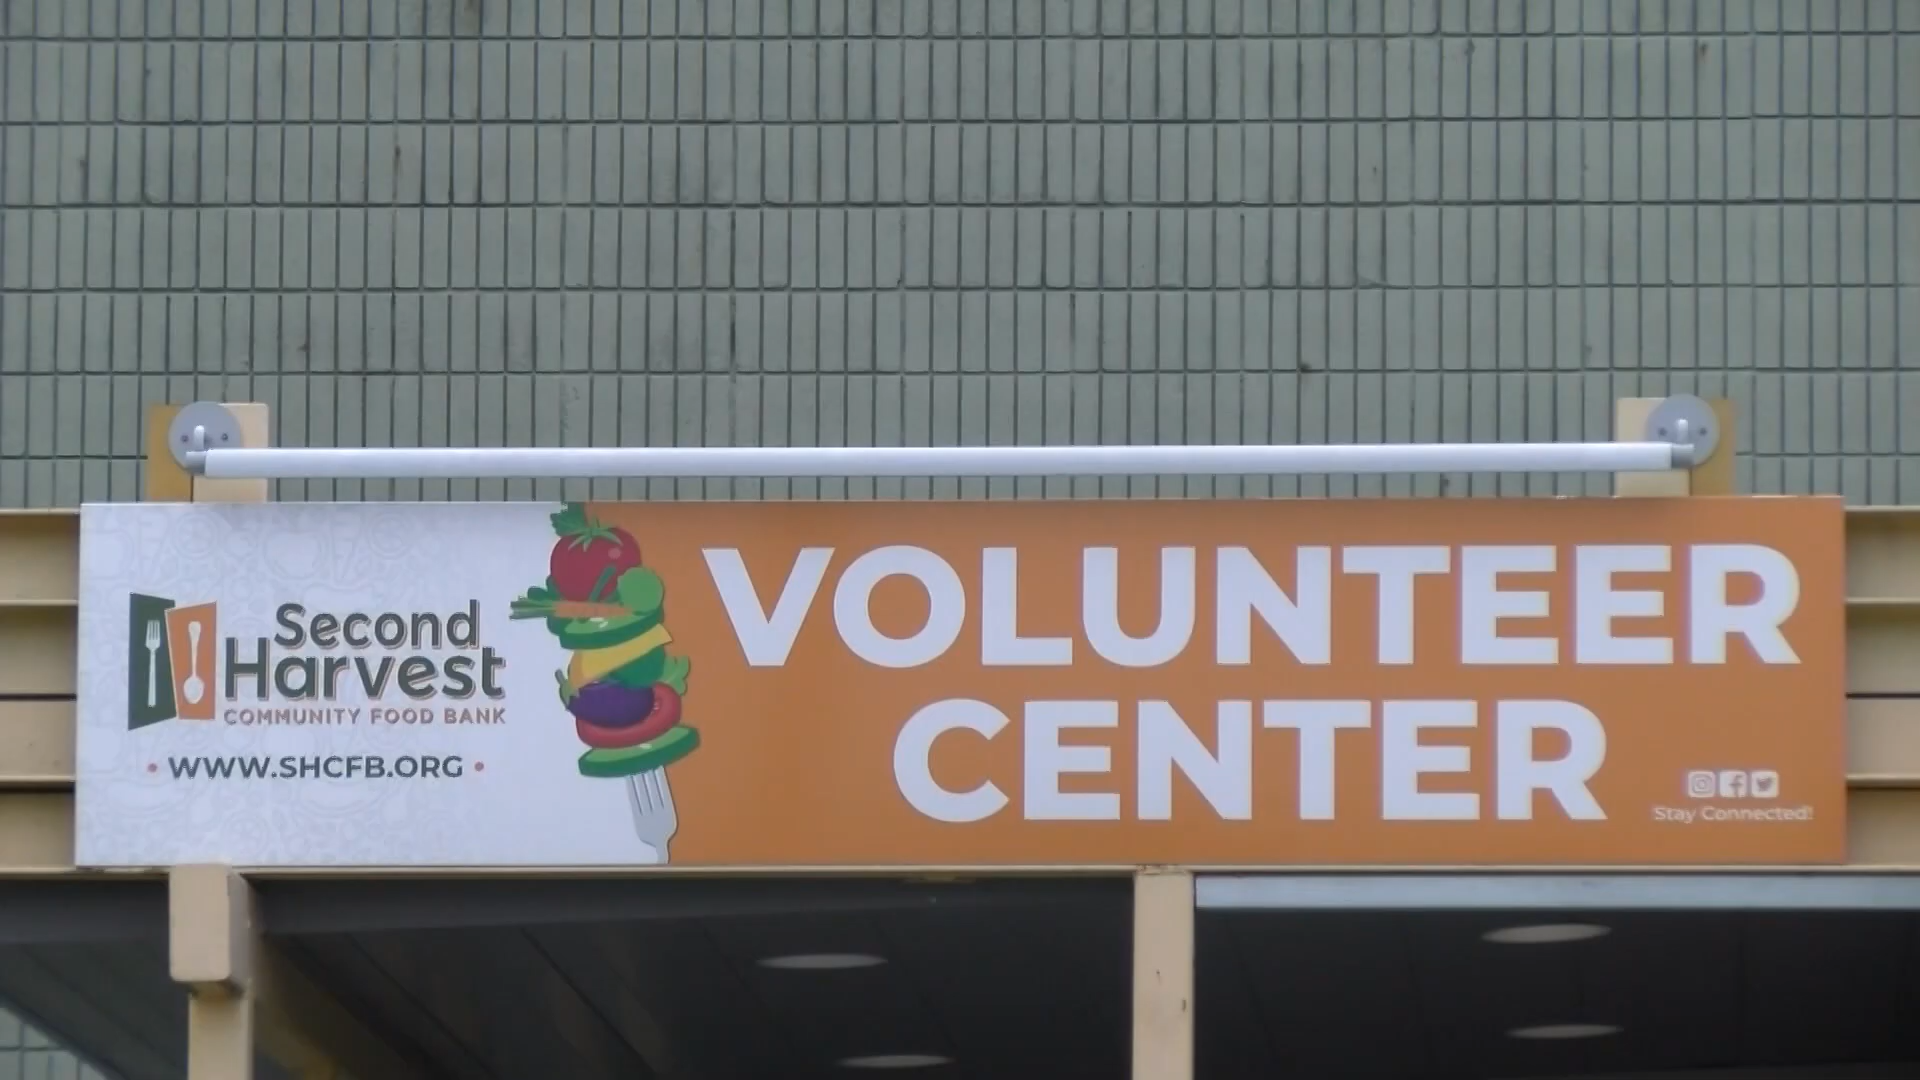 Second
Harvest
COMMUNITY FOOD BANK
• WWW.SHCFB.ORG •
VOLUNTEER
CENTER
Stay Connected!